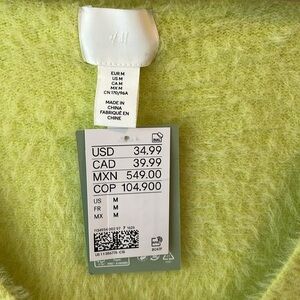 H&M
EUR M
US M
CA M
MX M
CN 170/96A
MADE IN
CHINA
FABRIQUÉ EN
CHINE
USD 34.99
CAD 39.99
MXN 549.00
COP 104.900
US M
FR M
MX M